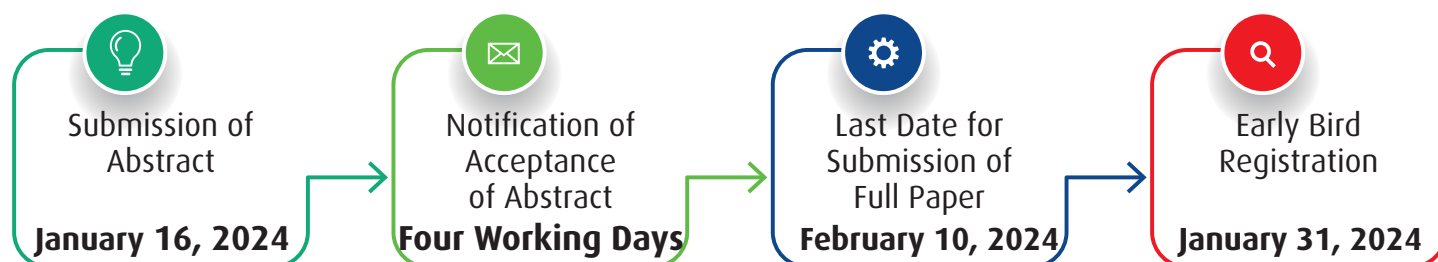 Submission of
Abstract
January 16, 2024
Notification of
Acceptance
of Abstract
Four Working Days
Last Date for
Submission of
Full Paper
February 10, 2024
Early Bird
Registration
January 31, 2024